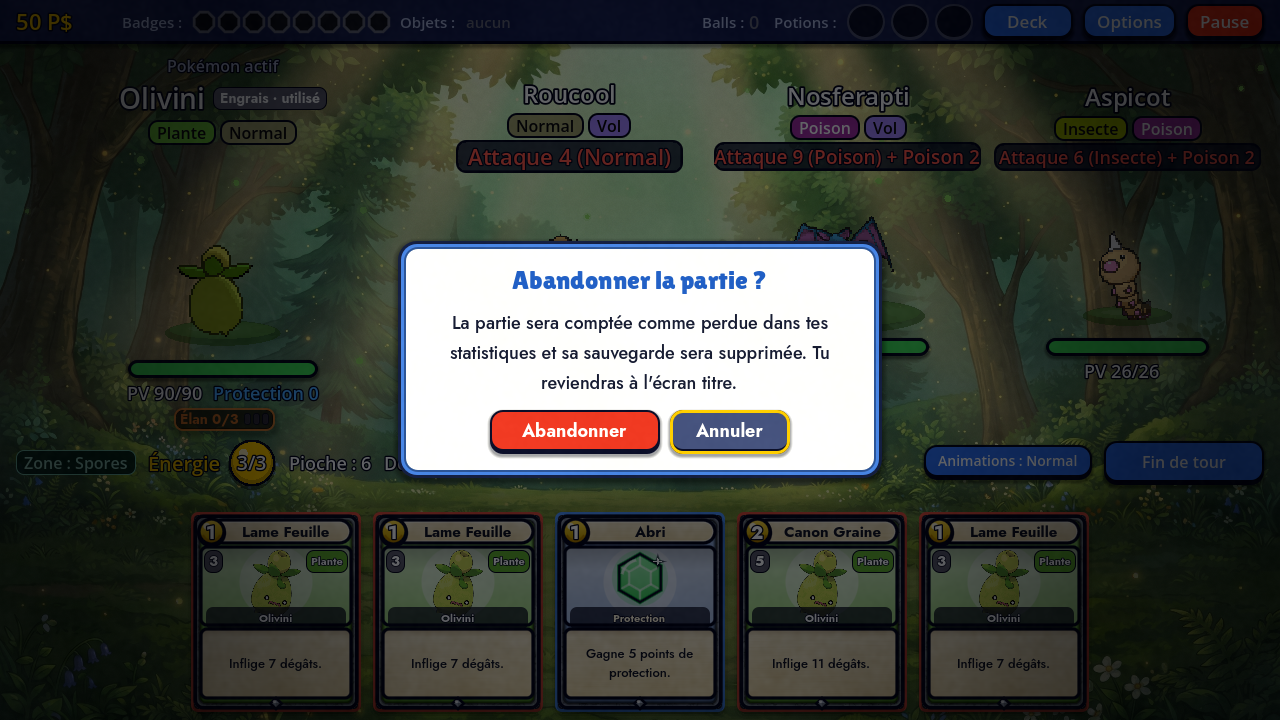 50 P$
Badges :
Objets : aucun
Balls : 0
Potions :
Deck
Options
Pause
Pokémon actif
Olivini
Engrais · utilisé
Plante
Normal
Roucool
Normal
Vol
Attaque 4 (Normal)
Nosferapti
Poison
Vol
Attaque 9 (Poison) + Poison 2
Aspicot
Insecte
Poison
Attaque 6 (Insecte) + Poison 2
Abandonner la partie ?
La partie sera comptée comme perdue dans tes
statistiques et sa sauvegarde sera supprimée. Tu
reviendras à l'écran titre.
Abandonner
Annuler
PV 90/90
Protection 0
Élan 0/3
PV 26/26
Zone : Spores
Énergie
3/3
Pioche : 6
Animations : Normal
Fin de tour
1
Lame Feuille
3
Plante
Olivini
Inflige 7 dégâts.
1
Lame Feuille
3
Plante
Olivini
Inflige 7 dégâts.
1
Abri
Protection
Gagne 5 points de
protection.
2
Canon Graine
5
Plante
Olivini
Inflige 11 dégâts.
1
Lame Feuille
3
Plante
Olivini
Inflige 7 dégâts.